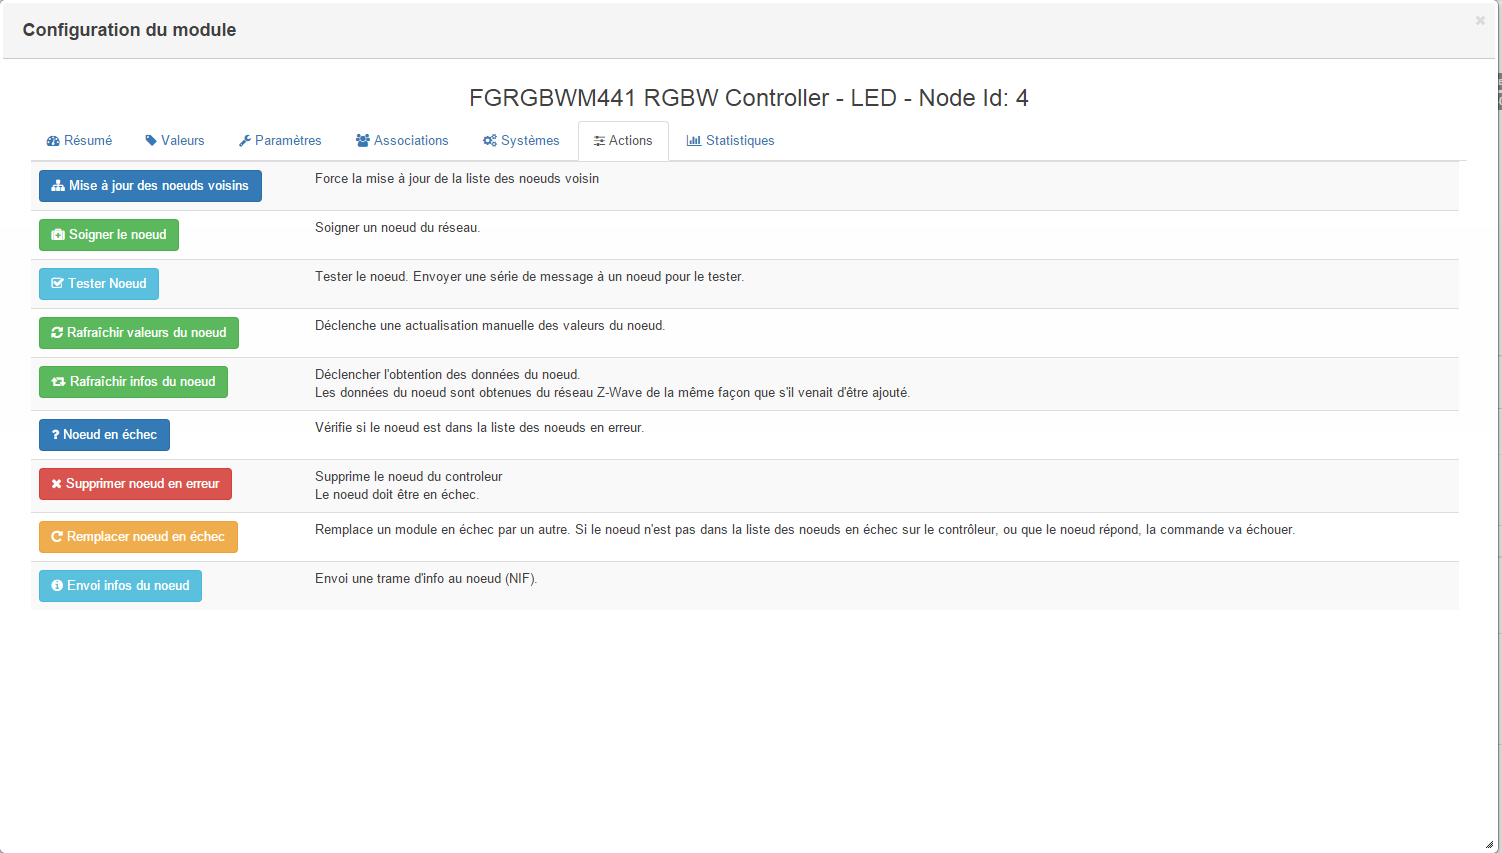 Configuration du module
FGRGBWM441 RGBW Controller - LED - Node Id: 4
Résumé Valeurs Paramètres Associations Systèmes Actions Statistiques
Mise à jour des noeuds voisins Force la mise à jour de la liste des noeuds voisin
Soigner le noeud Soigner un noeud du réseau.
Tester Noeud Tester le noeud. Envoyer une série de message à un noeud pour le tester.
Rafraîchir valeurs du noeud Déclenche une actualisation manuelle des valeurs du noeud.
Rafraîchir infos du noeud Déclencher l'obtention des données du noeud.
Les données du noeud sont obtenues du réseau Z-Wave de la même façon que s'il venait d'être ajouté.
Noeud en échec Vérifie si le noeud est dans la liste des noeuds en erreur.
Supprimer noeud en erreur Supprime le noeud du controleur
Le noeud doit être en échec.
Remplacer noeud en échec Remplace un module en échec par un autre. Si le noeud n'est pas dans la liste des noeuds en échec sur le contrôleur, ou que le noeud répond, la commande va échouer.
Envoi infos du noeud Envoi une trame d'info au noeud (NIF).